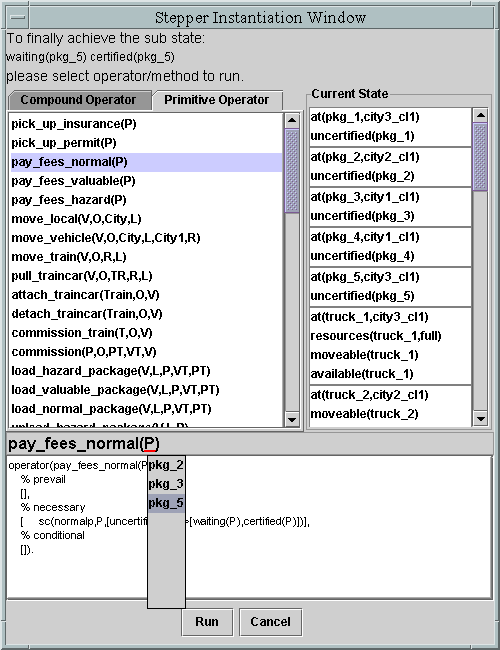 Stepper Instantiation Window
To finally achieve the sub state:
waiting(pkg_5) certified(pkg_5)
please select operator/method to run.
Compound Operator
Primitive Operator
pick_up_insurance(P)
pick_up_permit(P)
pay_fees_normal(P)
pay_fees_valuable(P)
pay_fees_hazard(P)
move_local(V,O,City,L)
move_vehicle(V,O,City,L,City1,R)
move_train(V,O,R,L)
pull_traincar(V,O,TR,R,L)
attach_traincar(Train,O,V)
detach_traincar(Train,O,V)
commission_train(T,O,V)
commission(P,O,PT,VT,V)
load_hazard_package(V,L,P,VT,PT)
load_valuable_package(V,L,P,VT,PT)
load_normal_package(V,L,P,VT,PT)
Current State
at(pkg_1,city3_cl1)
uncertified(pkg_1)
at(pkg_2,city2_cl1)
uncertified(pkg_2)
at(pkg_3,city1_cl1)
uncertified(pkg_3)
at(pkg_4,city1_cl1)
uncertified(pkg_4)
at(pkg_5,city3_cl1)
uncertified(pkg_5)
at(truck_1,city3_cl1)
resources(truck_1,full)
moveable(truck_1)
available(truck_1)
at(truck_2,city2_cl1)
moveable(truck_2)
pay_fees_normal(P)
operator(pay_fees_normal(P
% prevail
[],
% necessary
[ sc(normalp,P,[uncertifi >[waiting(P),certified(P)])],
% conditional
[]).
pkg_2
pkg_3
pkg_5
Run
Cancel